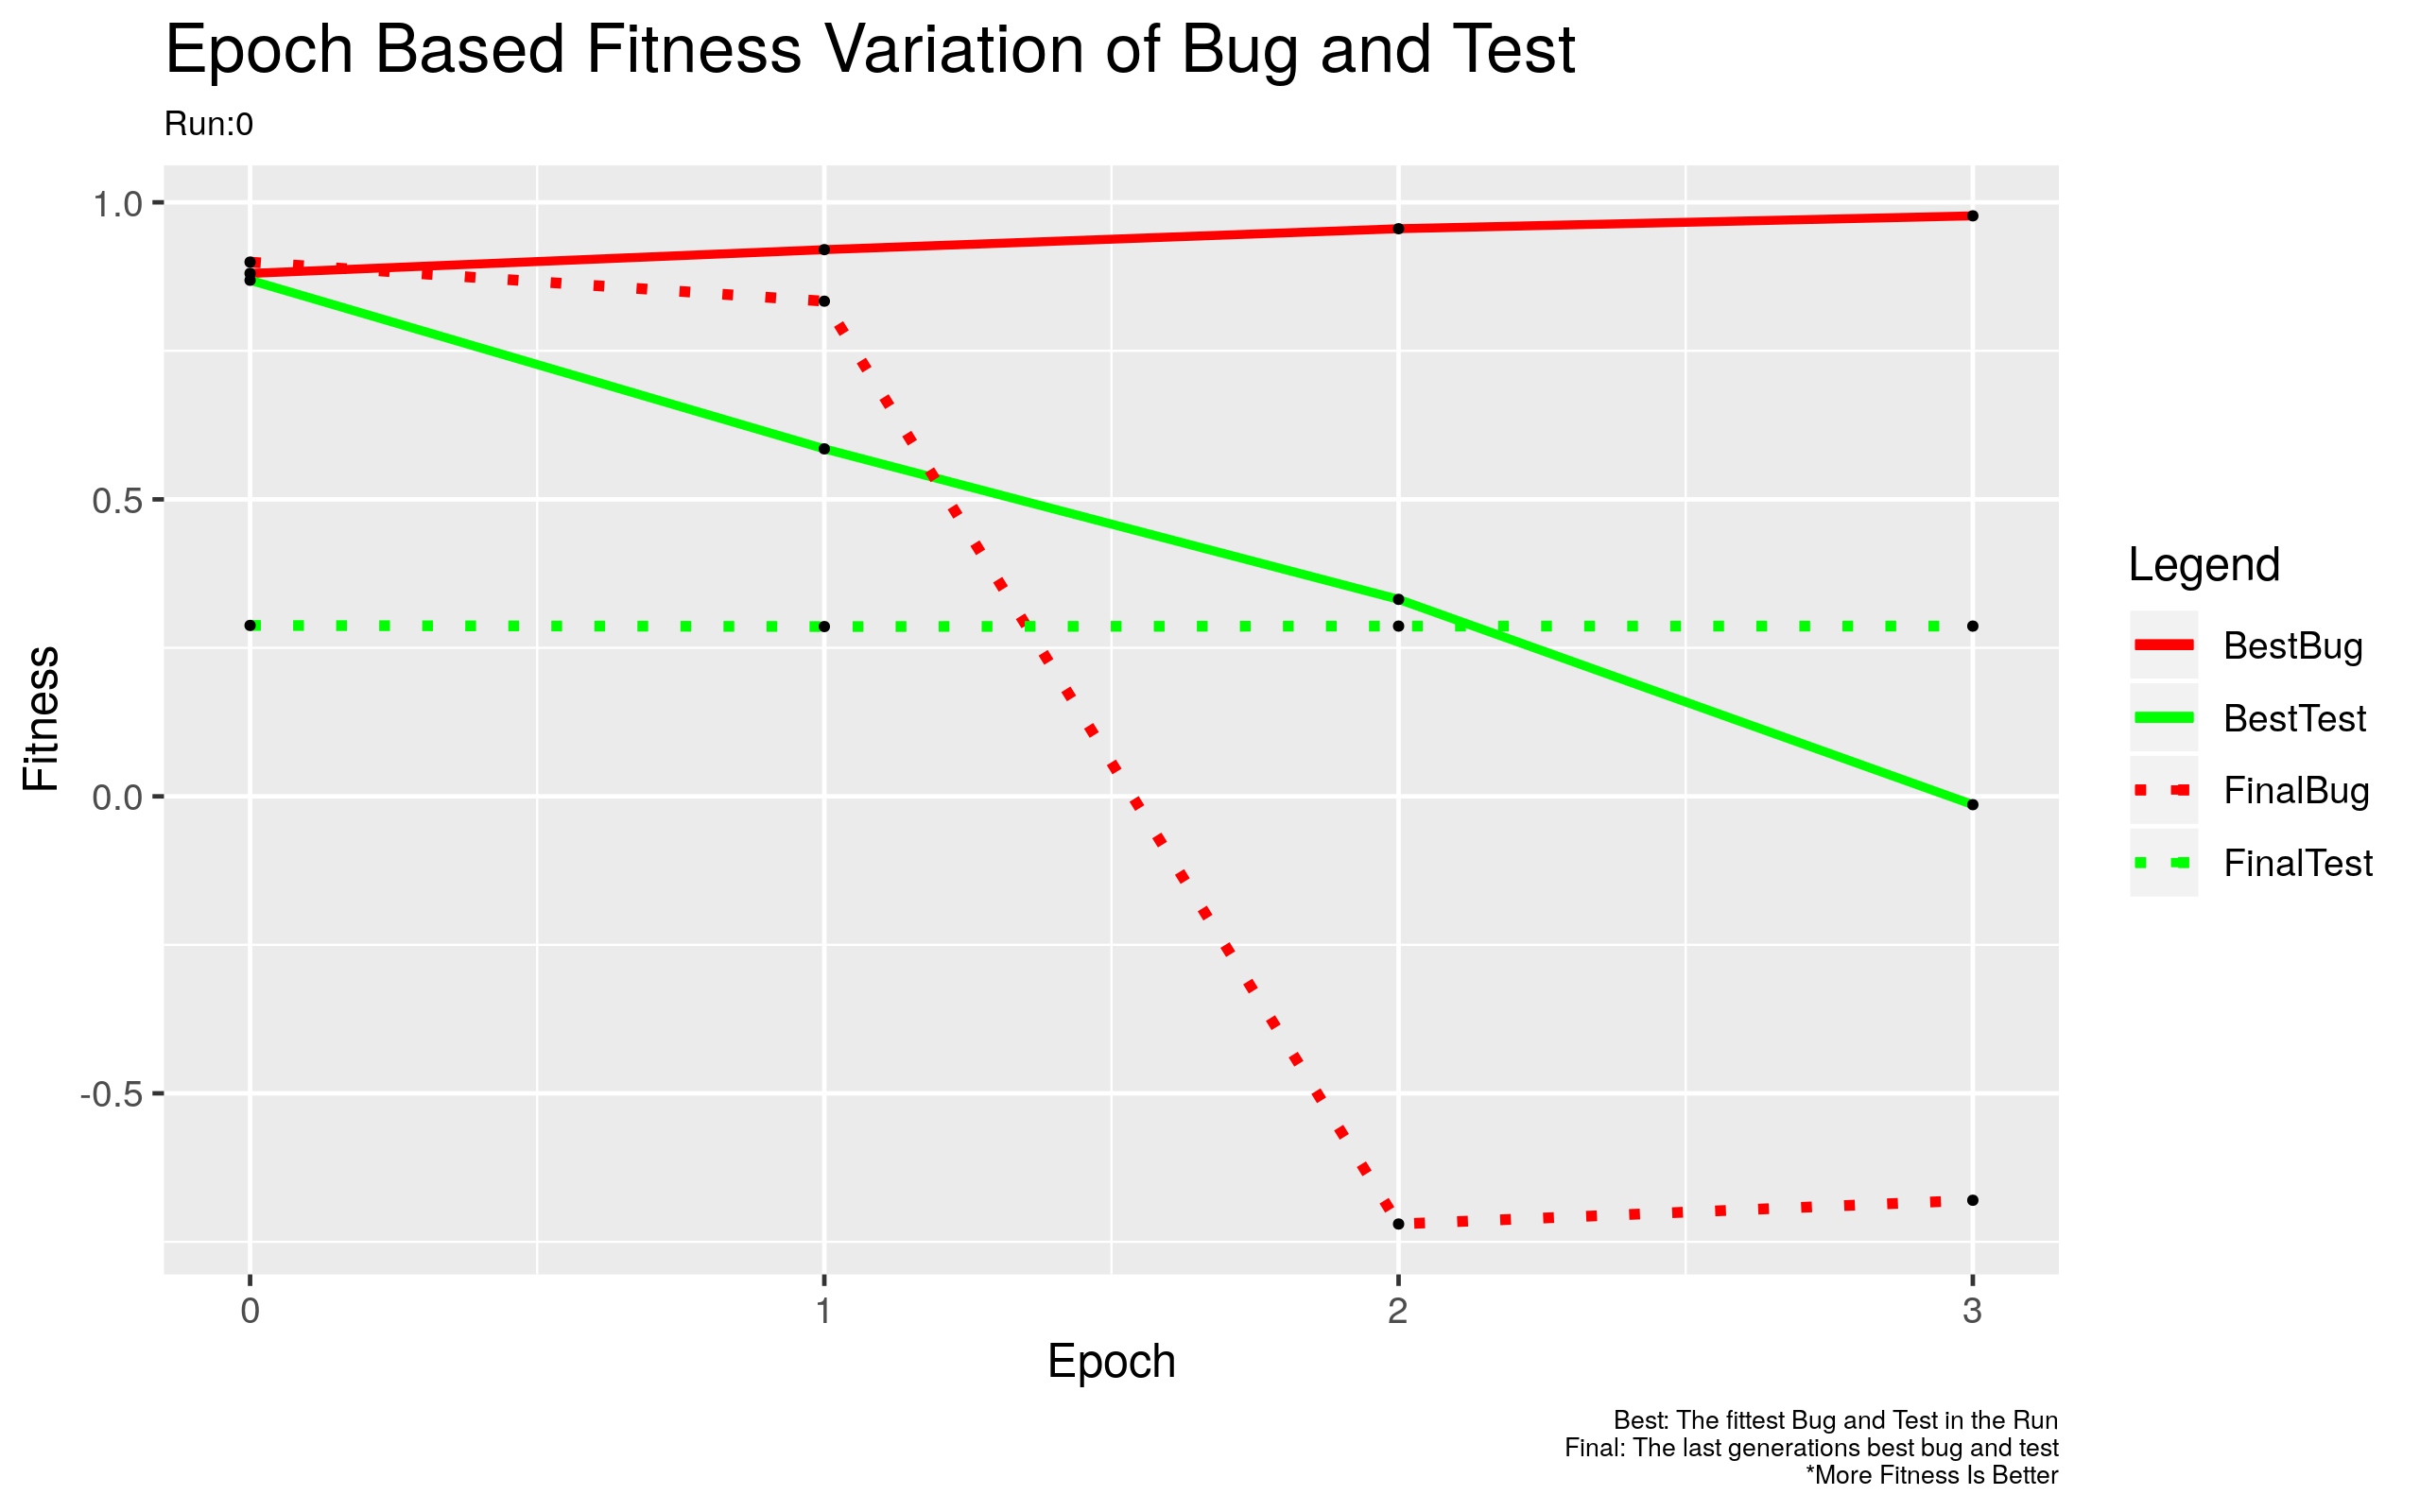 Epoch Based Fitness Variation of Bug and Test
Run:0
1.0
0.5
0.0
-0.5
Fitness
0
1
2
3
Epoch
Legend
BestBug
BestTest
FinalBug
FinalTest
Best: The fittest Bug and Test in the Run
Final: The last generations best bug and test
*More Fitness Is Better